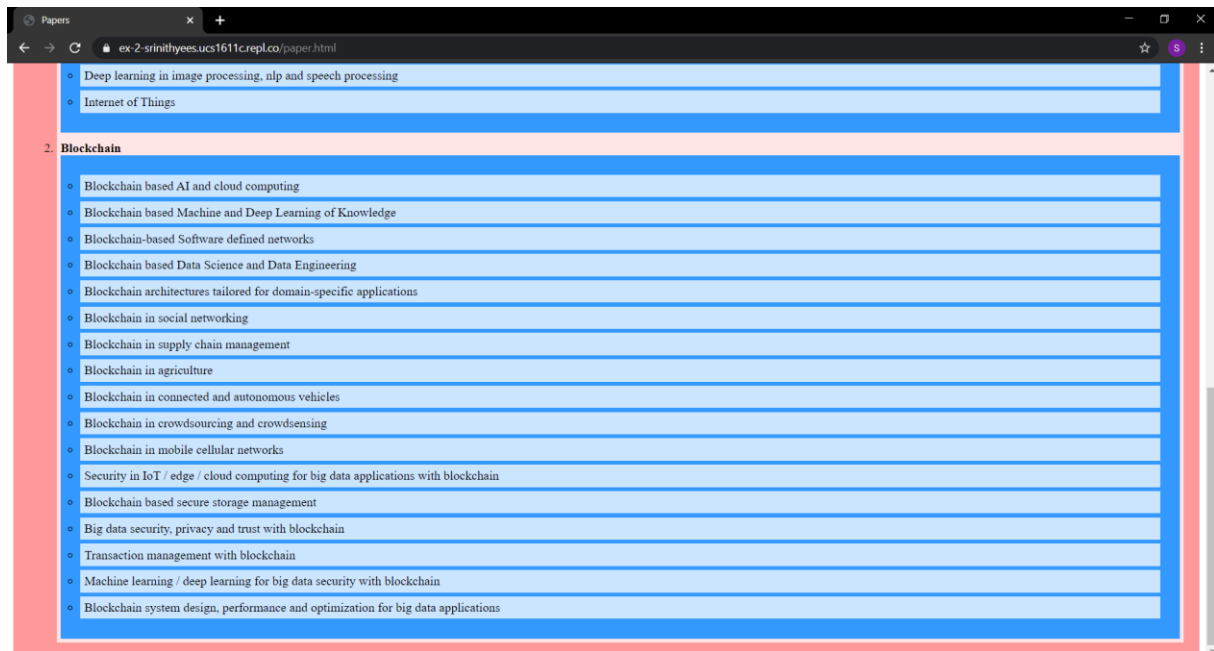 Papers
ex-2-srinithyees.ucs1611c.repl.co/paper.html
S
Deep learning in image processing, nlp and speech processing
Internet of Things
2. Blockchain
Blockchain based AI and cloud computing
Blockchain based Machine and Deep Learning of Knowledge
Blockchain-based Software defined networks
Blockchain based Data Science and Data Engineering
Blockchain architectures tailored for domain-specific applications
Blockchain in social networking
Blockchain in supply chain management
Blockchain in agriculture
Blockchain in connected and autonomous vehicles
Blockchain in crowdsourcing and crowdsensing
Blockchain in mobile cellular networks
Security in IoT / edge / cloud computing for big data applications with blockchain
Blockchain based secure storage management
Big data security, privacy and trust with blockchain
Transaction management with blockchain
Machine learning / deep learning for big data security with blockchain
Blockchain system design, performance and optimization for big data applications